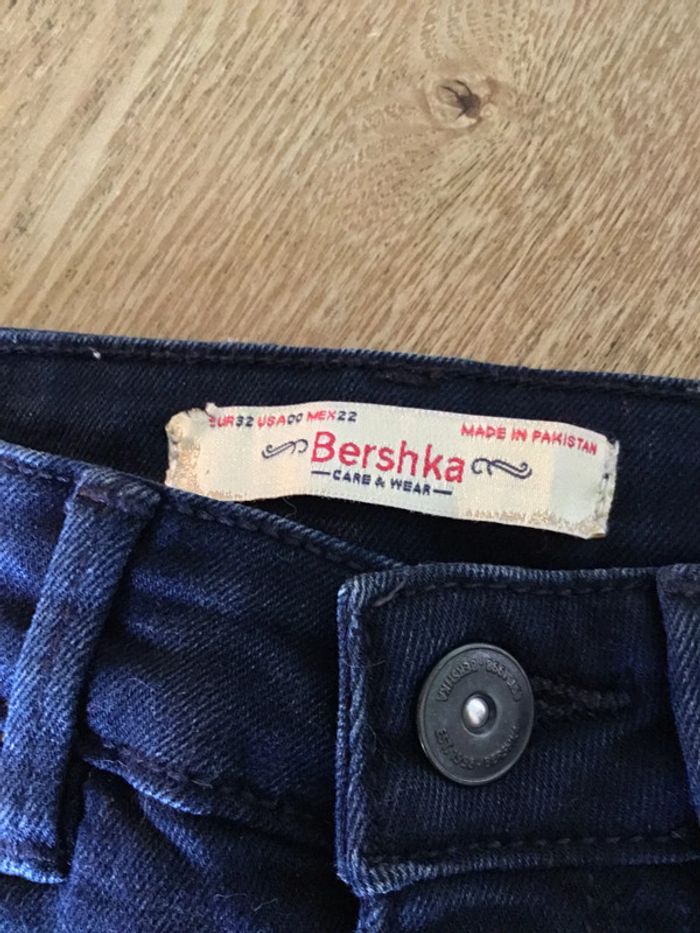 EUR32 USA00 MEX22
MADE IN PAKISTAN
Bershka
CARE & WEAR